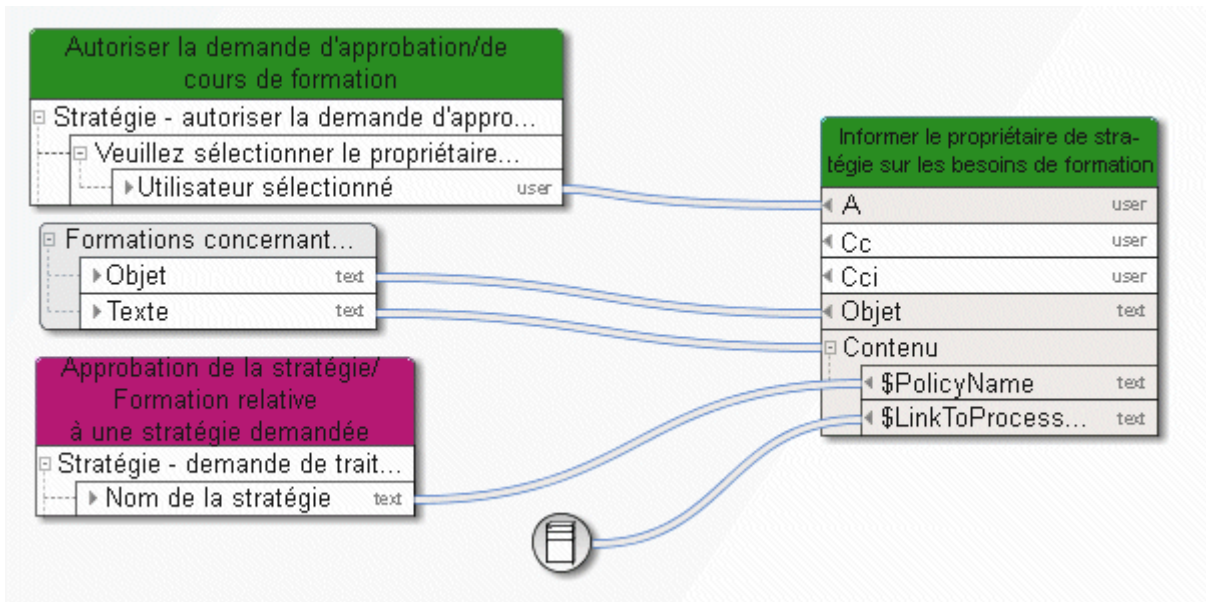 Autoriser la demande d'approbation/de
cours de formation
Stratégie - autoriser la demande d'appro...
Veuillez sélectionner le propriétaire...
Utilisateur sélectionné user
Formations concernant...
Objet text
Texte text
Approbation de la stratégie/
Formation relative
à une stratégie demandée
Stratégie - demande de trait...
Nom de la stratégie text
Informer le propriétaire de stra-
tégie sur les besoins de formation
A user
Cc user
Cci user
Objet text
Contenu
$PolicyName text
$LinkToProcess... text